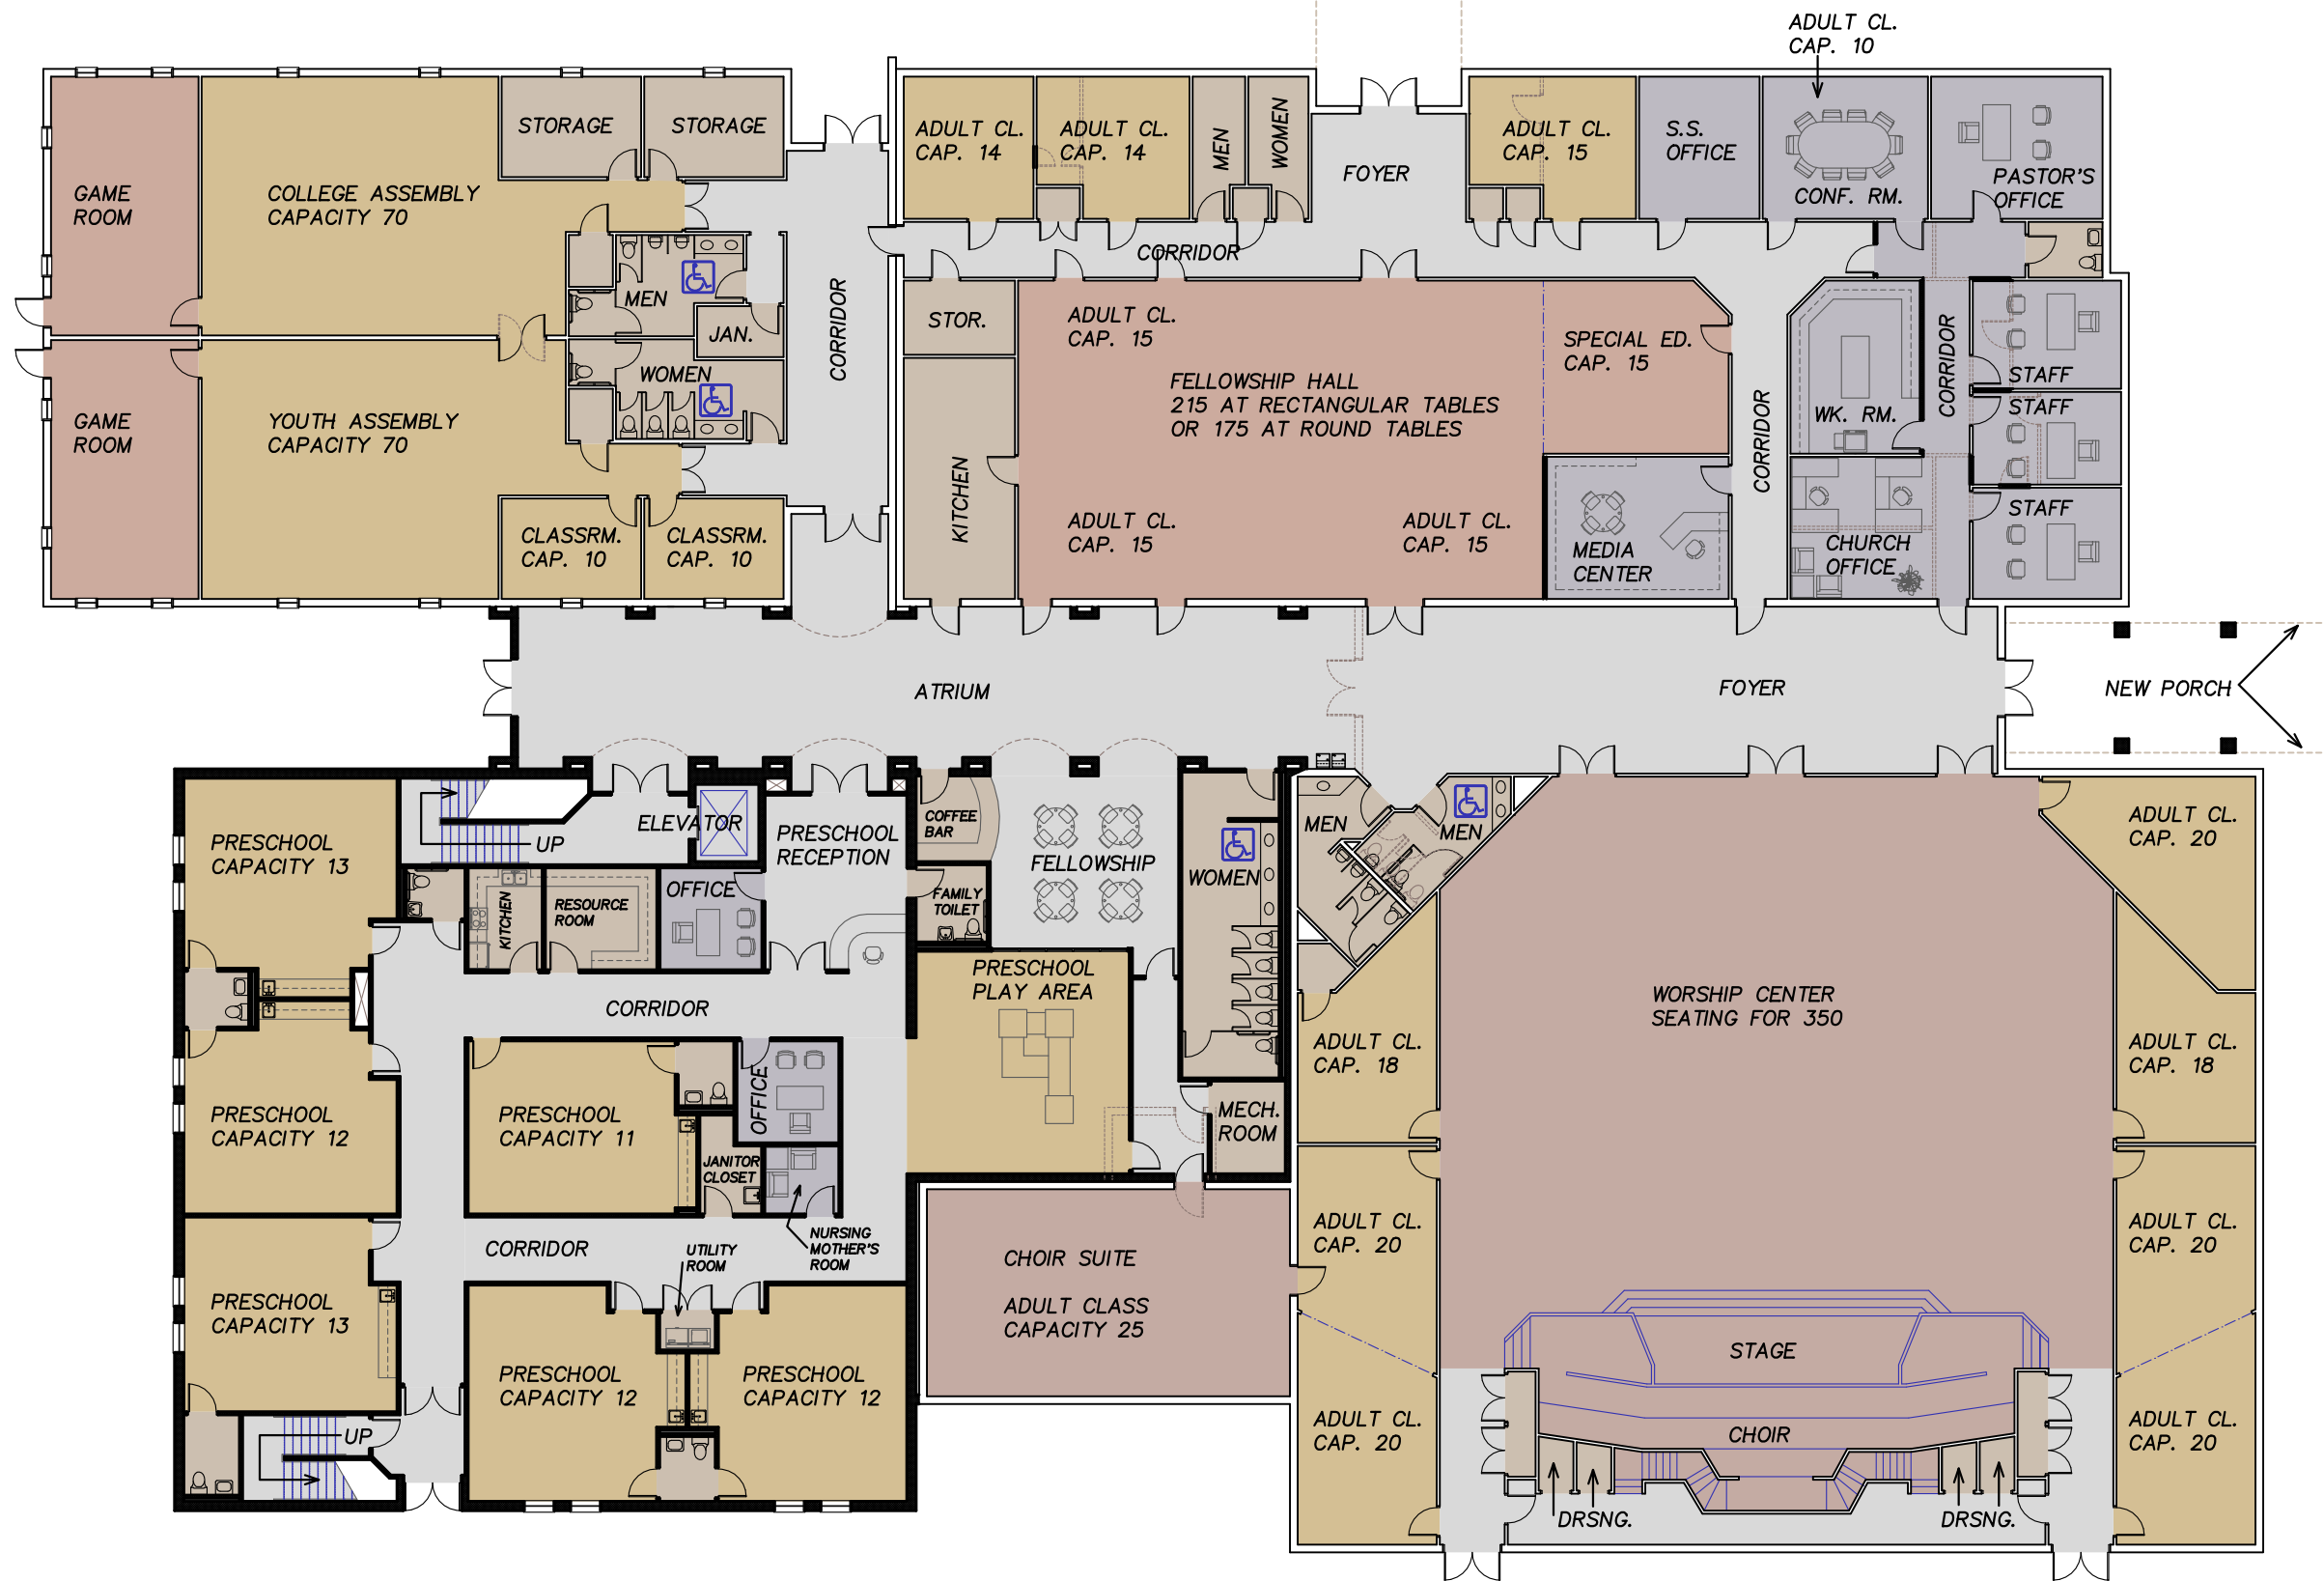 ADULT CL.
CAP. 10
GAME
ROOM
COLLEGE ASSEMBLY
CAPACITY 70
STORAGE
STORAGE
ADULT CL.
CAP. 14
ADULT CL.
CAP. 14
MEN
WOMEN
FOYER
ADULT CL.
CAP. 15
S.S.
OFFICE
CONF. RM.
PASTOR'S
OFFICE
CORRIDOR
MEN
JAN.
WOMEN
CORRIDOR
GAME
ROOM
YOUTH ASSEMBLY
CAPACITY 70
CLASSRM.
CAP. 10
CLASSRM.
CAP. 10
STOR.
KITCHEN
ADULT CL.
CAP. 15
SPECIAL ED.
CAP. 15
FELLOWSHIP HALL
215 AT RECTANGULAR TABLES
OR 175 AT ROUND TABLES
ADULT CL.
CAP. 15
ADULT CL.
CAP. 15
MEDIA
CENTER
CORRIDOR
WK. RM.
CORRIDOR
STAFF
STAFF
STAFF
CHURCH
OFFICE
ATRIUM
FOYER
NEW PORCH
PRESCHOOL
CAPACITY 13
UP
ELEVATOR
PRESCHOOL
RECEPTION
COFFEE
BAR
FELLOWSHIP
WOMEN
MEN
MEN
ADULT CL.
CAP. 20
KITCHEN
RESOURCE
ROOM
OFFICE
FAMILY
TOILET
PRESCHOOL
PLAY AREA
CORRIDOR
WORSHIP CENTER
SEATING FOR 350
ADULT CL.
CAP. 18
ADULT CL.
CAP. 18
PRESCHOOL
CAPACITY 12
PRESCHOOL
CAPACITY 11
OFFICE
MECH.
ROOM
JANITOR
CLOSET
NURSING
MOTHER'S
ROOM
CORRIDOR
UTILITY
ROOM
CHOIR SUITE
ADULT CLASS
CAPACITY 25
ADULT CL.
CAP. 20
ADULT CL.
CAP. 20
PRESCHOOL
CAPACITY 13
PRESCHOOL
CAPACITY 12
PRESCHOOL
CAPACITY 12
STAGE
CHOIR
UP
ADULT CL.
CAP. 20
ADULT CL.
CAP. 20
DRSNG.
DRSNG.